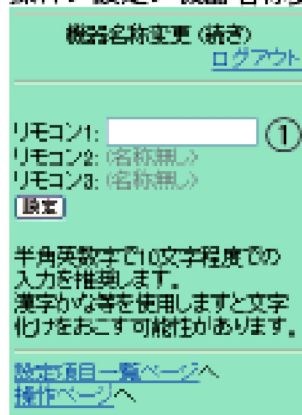 機器名称変更 (続き)
ログアウト
リモコン1:
①
リモコン2: (名称無し)
リモコン3: (名称無し)
設定
半角英数字で10文字程度での
入力を推奨します。
漢字かな等を使用しますと文字
化けをおこす可能性があります。
設定項目一覧ページへ
操作ページへ